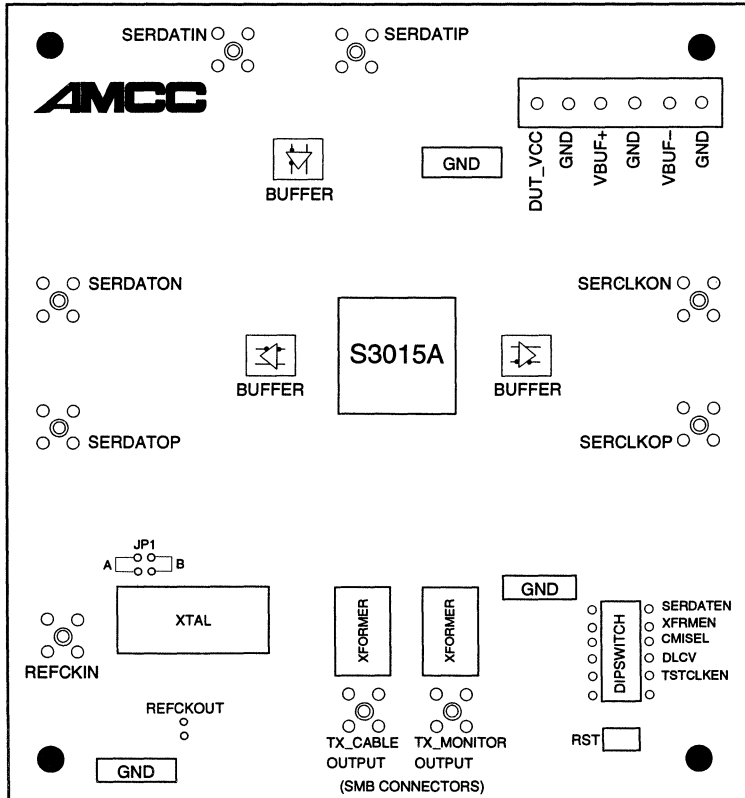 SERDATIN
SERDATIP
AMCC
DUT_VCC
GND
VBUF+
GND
VBUF–
GND
GND
BUFFER
SERDATON
SERCLKON
S3015A
BUFFER
BUFFER
SERDATOP
SERCLKOP
JP1
A
B
XTAL
XFORMER
XFORMER
GND
DIPSWITCH
SERDATEN
XFRMEN
CMISEL
DLCV
TSTCLKEN
REFCKIN
REFCKOUT
GND
TX_CABLE
OUTPUT
TX_MONITOR
OUTPUT
(SMB CONNECTORS)
RST